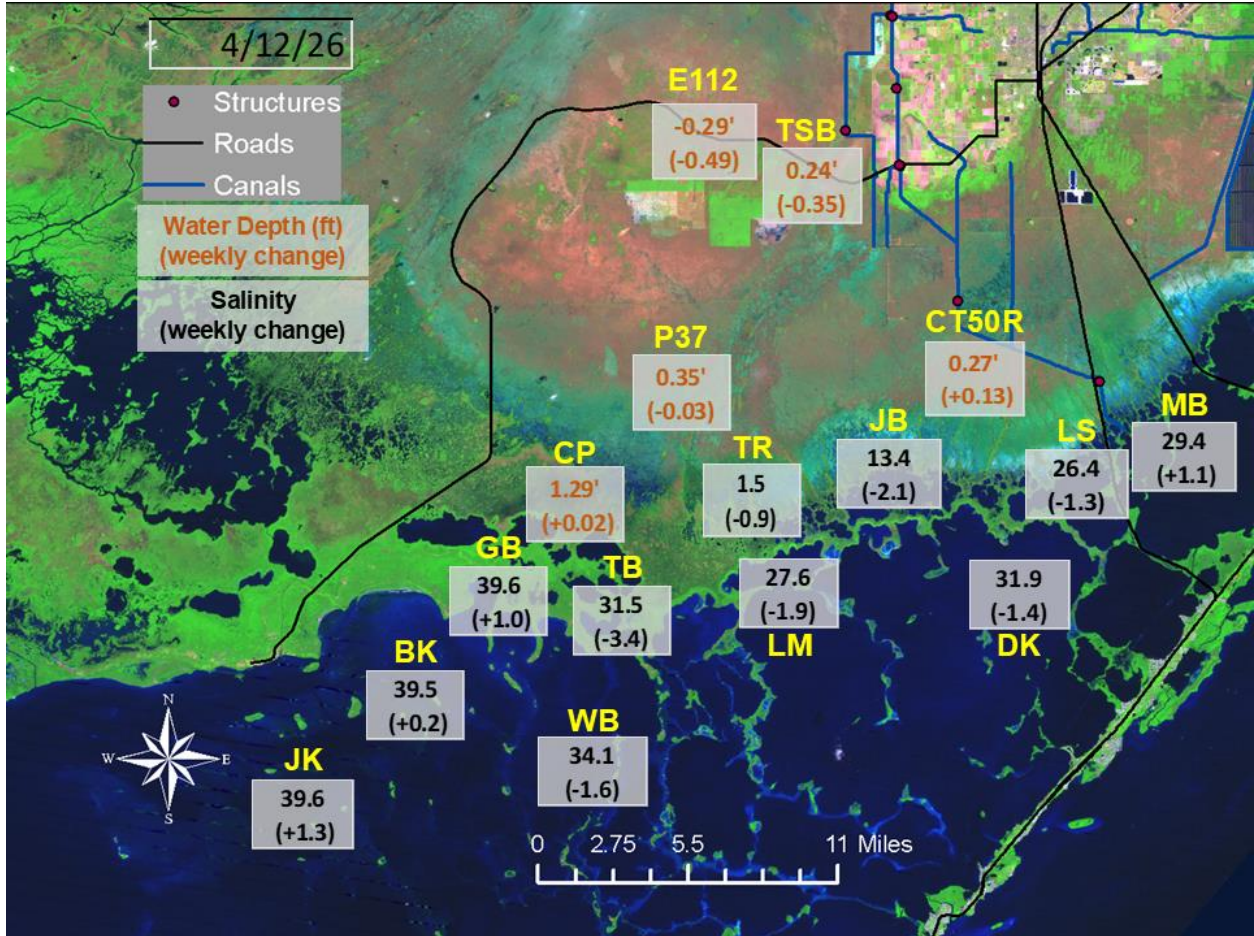 4/12/26
Structures
Roads
Canals
Water Depth (ft)
(weekly change)
Salinity
(weekly change)
E112
-0.29'
(-0.49)
TSB
0.24'
(-0.35)
P37
0.35'
(-0.03)
CT50R
0.27'
(+0.13)
MB
29.4
(+1.1)
LS
26.4
(-1.3)
JB
13.4
(-2.1)
TR
1.5
(-0.9)
CP
1.29'
(+0.02)
GB
39.6
(+1.0)
TB
31.5
(-3.4)
27.6
(-1.9)
LM
31.9
(-1.4)
DK
BK
39.5
(+0.2)
WB
34.1
(-1.6)
JK
39.6
(+1.3)
N
W E
S
0 2.75 5.5 11 Miles